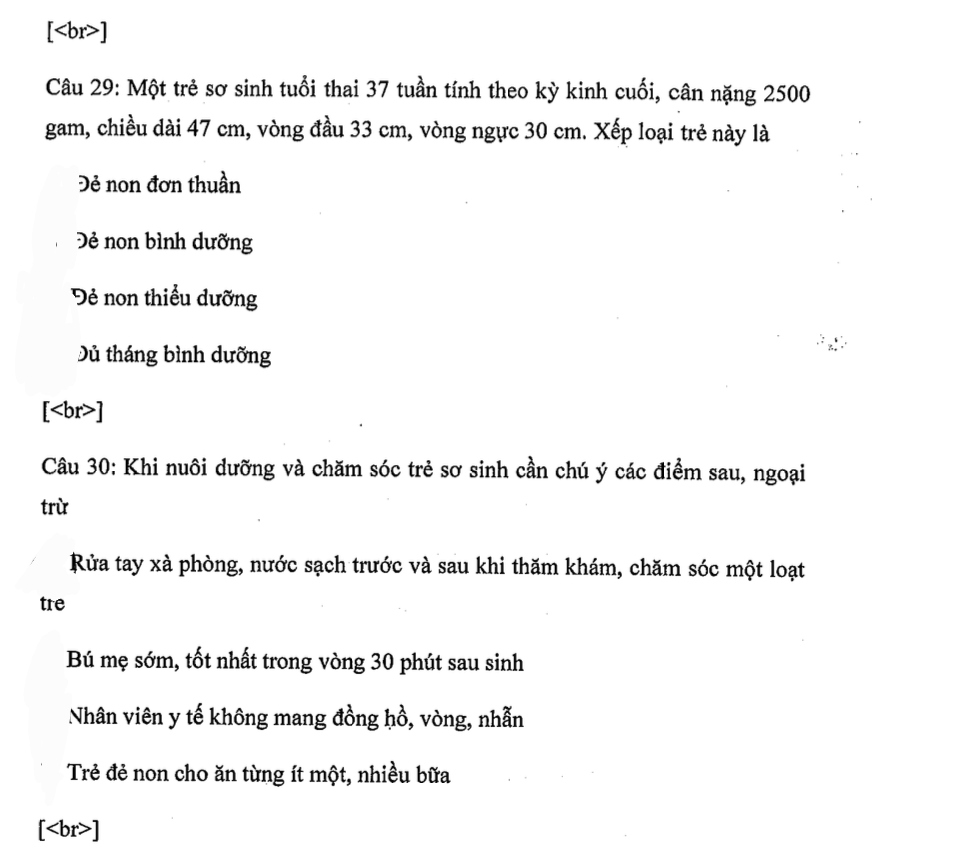 [<br>]
Câu 29: Một trẻ sơ sinh tuổi thai 37 tuần tính theo kỳ kinh cuối, cân nặng 2500
gam, chiều dài 47 cm, vòng đầu 33 cm, vòng ngực 30 cm. Xếp loại trẻ này là
Đẻ non đơn thuần
Đẻ non bình dưỡng
Đẻ non thiểu dưỡng
Đủ tháng bình dưỡng
[<br>]
Câu 30: Khi nuôi dưỡng và chăm sóc trẻ sơ sinh cần chú ý các điểm sau, ngoại
trừ
Rửa tay xà phòng, nước sạch trước và sau khi thăm khám, chăm sóc một loạt
tre
Bú mẹ sớm, tốt nhất trong vòng 30 phút sau sinh
Nhân viên y tế không mang đồng hồ, vòng, nhẫn
Trẻ đẻ non cho ăn từng ít một, nhiều bữa
[<br>]